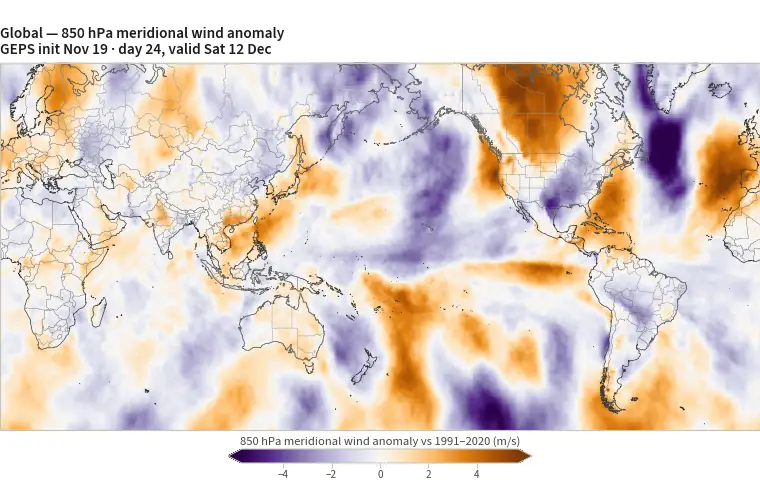 Global — 850 hPa meridional wind anomaly
GEPS init Nov 19 · day 24, valid Sat 12 Dec
850 hPa meridional wind anomaly vs 1991–2020 (m/s)
−4 −2 0 2 4